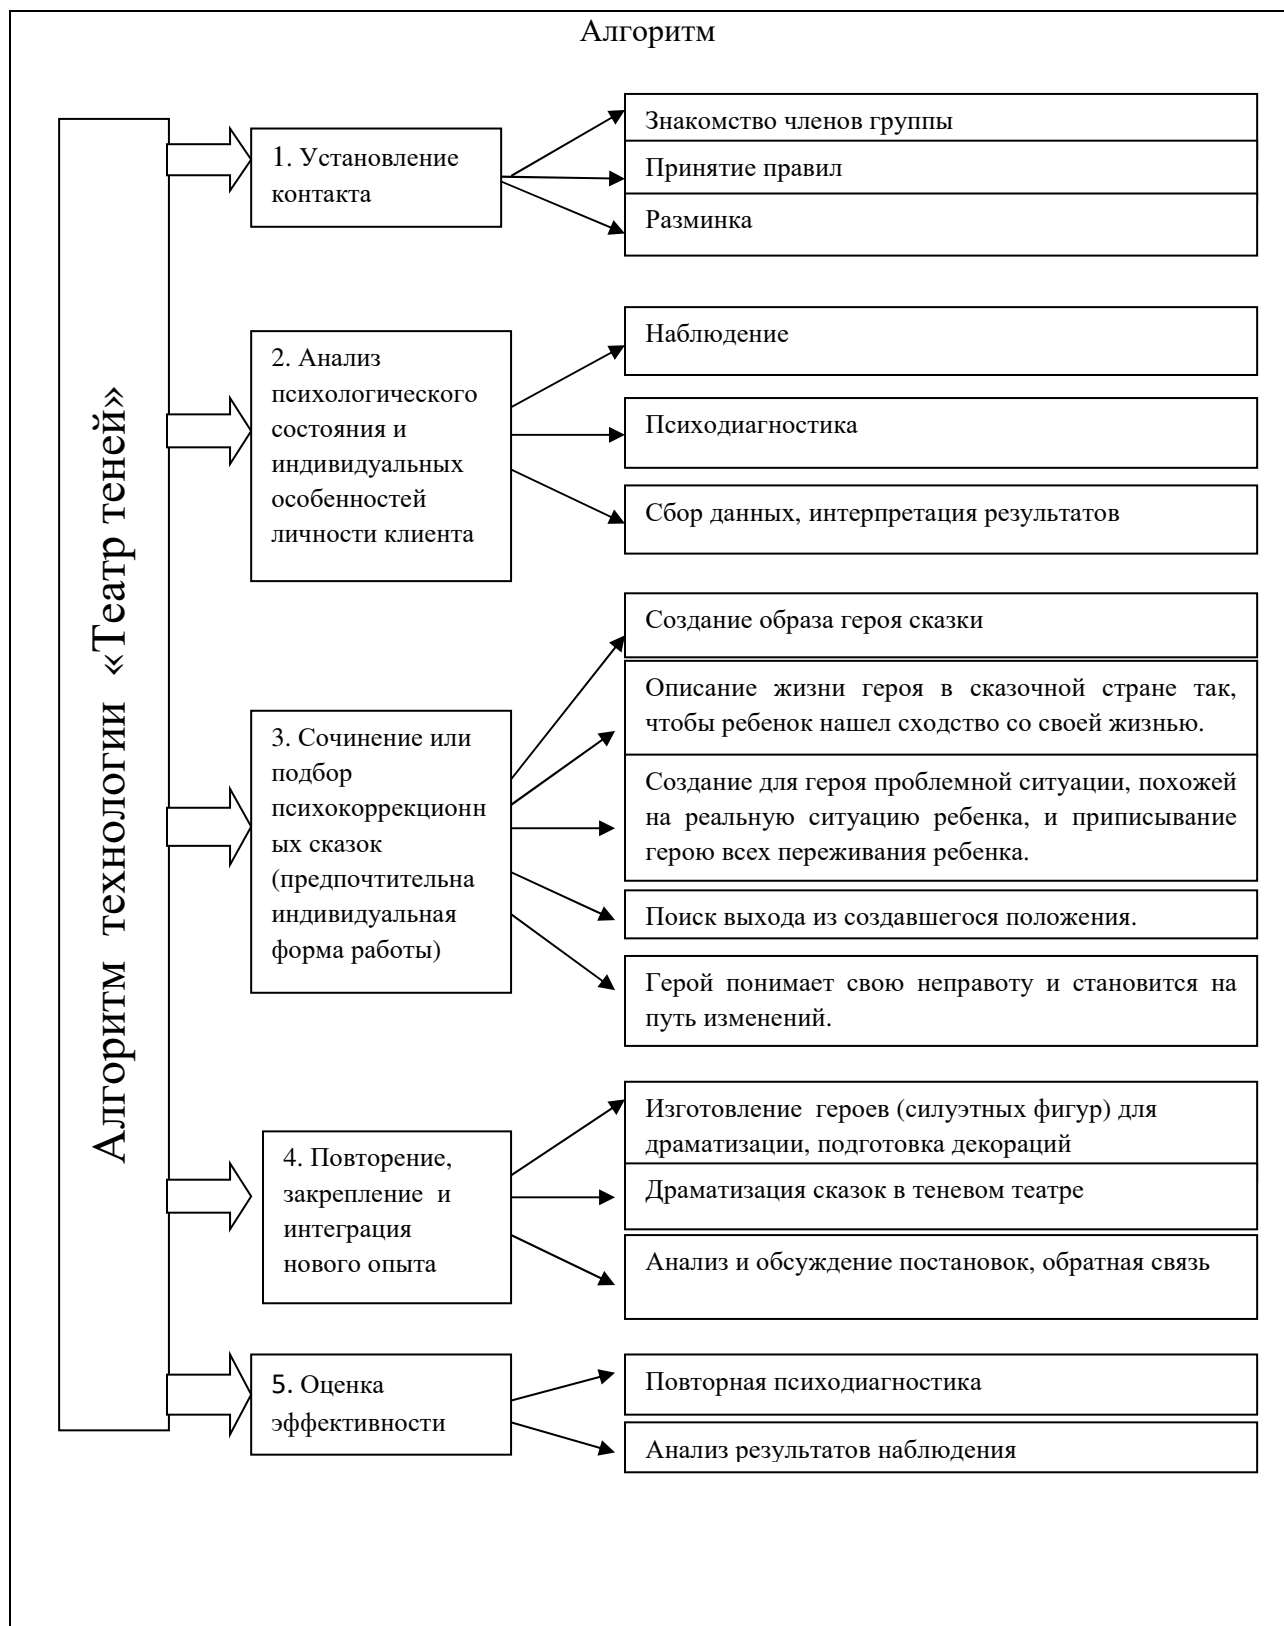 Алгоритм
Алгоритм технологии «Театр теней»
1. Установление
контакта
Знакомство членов группы
Принятие правил
Разминка
2. Анализ
психологического
состояния и
индивидуальных
особенностей
личности клиента
Наблюдение
Психодиагностика
Сбор данных, интерпретация результатов
3. Сочинение или
подбор
психокоррекционн
ых сказок
(предпочтительна
индивидуальная
форма работы)
Создание образа героя сказки
Описание жизни героя в сказочной стране так,
чтобы ребенок нашел сходство со своей жизнью.
Создание для героя проблемной ситуации, похожей
на реальную ситуацию ребенка, и приписывание
герою всех переживания ребенка.
Поиск выхода из создавшегося положения.
Герой понимает свою неправоту и становится на
путь изменений.
4. Повторение,
закрепление и
интеграция
нового опыта
Изготовление героев (силуэтных фигур) для
драматизации, подготовка декораций
Драматизация сказок в теневом театре
Анализ и обсуждение постановок, обратная связь
5. Оценка
эффективности
Повторная психодиагностика
Анализ результатов наблюдения